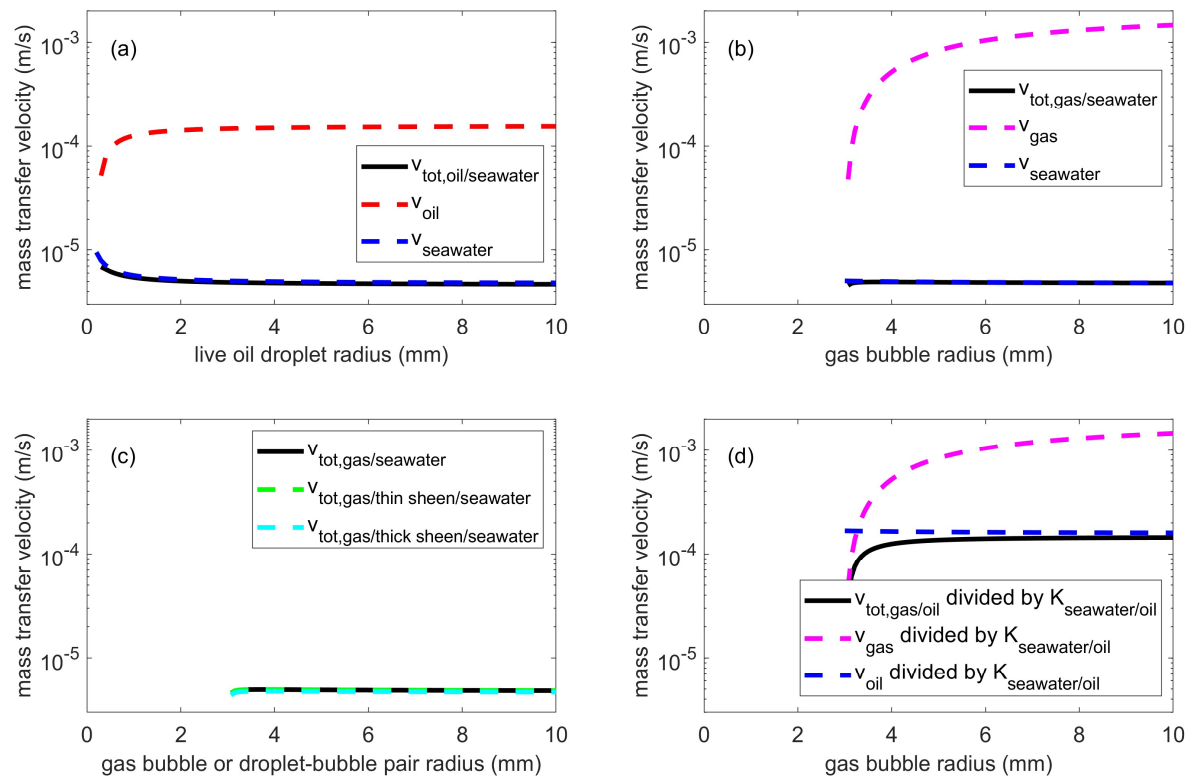 (a)
mass transfer velocity (m/s)
10^-3
10^-4
10^-5
v_tot,oil/seawater
v_oil
v_seawater
0 2 4 6 8 10
live oil droplet radius (mm)
(b)
mass transfer velocity (m/s)
10^-3
10^-4
10^-5
v_tot,gas/seawater
v_gas
v_seawater
0 2 4 6 8 10
gas bubble radius (mm)
(c)
mass transfer velocity (m/s)
10^-3
10^-4
10^-5
v_tot,gas/seawater
v_tot,gas/thin sheen/seawater
v_tot,gas/thick sheen/seawater
0 2 4 6 8 10
gas bubble or droplet-bubble pair radius (mm)
(d)
mass transfer velocity (m/s)
10^-3
10^-4
10^-5
v_tot,gas/oil divided by K_seawater/oil
v_gas divided by K_seawater/oil
v_oil divided by K_seawater/oil
0 2 4 6 8 10
gas bubble radius (mm)